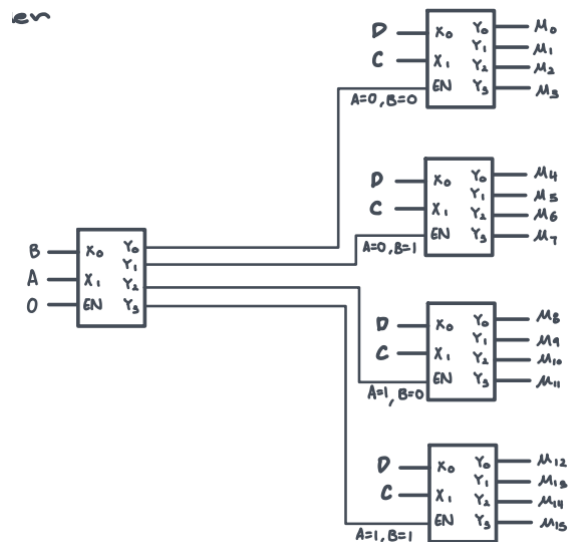 en
D X₀ Y₀ M₀
Y₁ M₁
C X₁ Y₂ M₂
EN Y₃ M₃
A=0, B=0
D X₀ Y₀ M₄
Y₁ M₅
C X₁ Y₂ M₆
EN Y₃ M₇
A=0, B=1
B X₀ Y₀
Y₁
A X₁ Y₂
0 EN Y₃
D X₀ Y₀ M₈
Y₁ M₉
C X₁ Y₂ M₁₀
EN Y₃ M₁₁
A=1, B=0
D X₀ Y₀ M₁₂
Y₁ M₁₃
C X₁ Y₂ M₁₄
EN Y₃ M₁₅
A=1, B=1